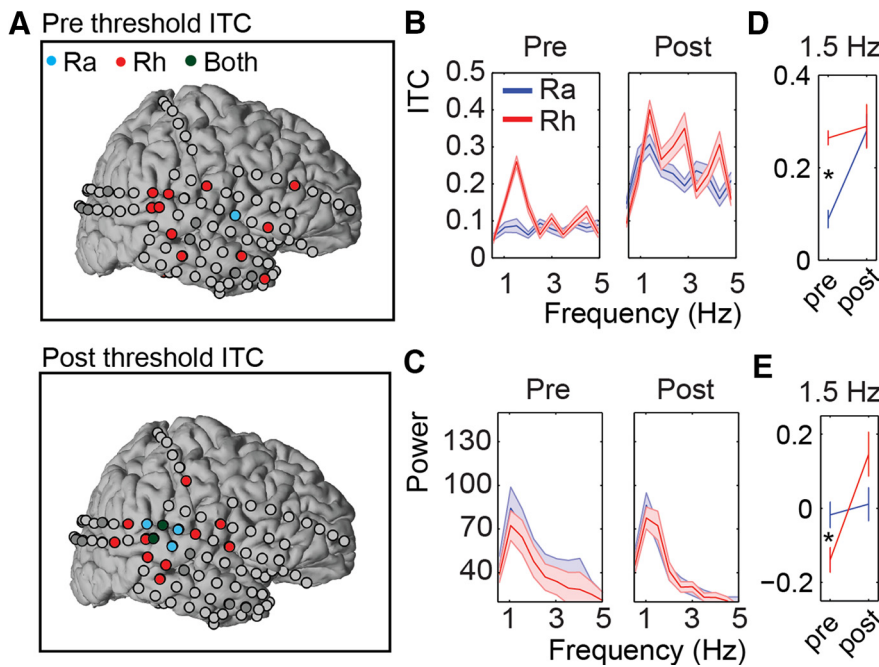 A Pre threshold ITC
Ra Rh Both
Post threshold ITC
B
Pre Post
ITC
0.5
0.4
0.3
0.2
0.1
0
Ra
Rh
1 3 5 1 3 5
Frequency (Hz)
C
Pre Post
Power
130
100
70
40
1 3 5 1 3 5
Frequency (Hz)
D
1.5 Hz
0.4
0.2
0
*
pre post
E
1.5 Hz
0.2
0
−0.2
*
pre post